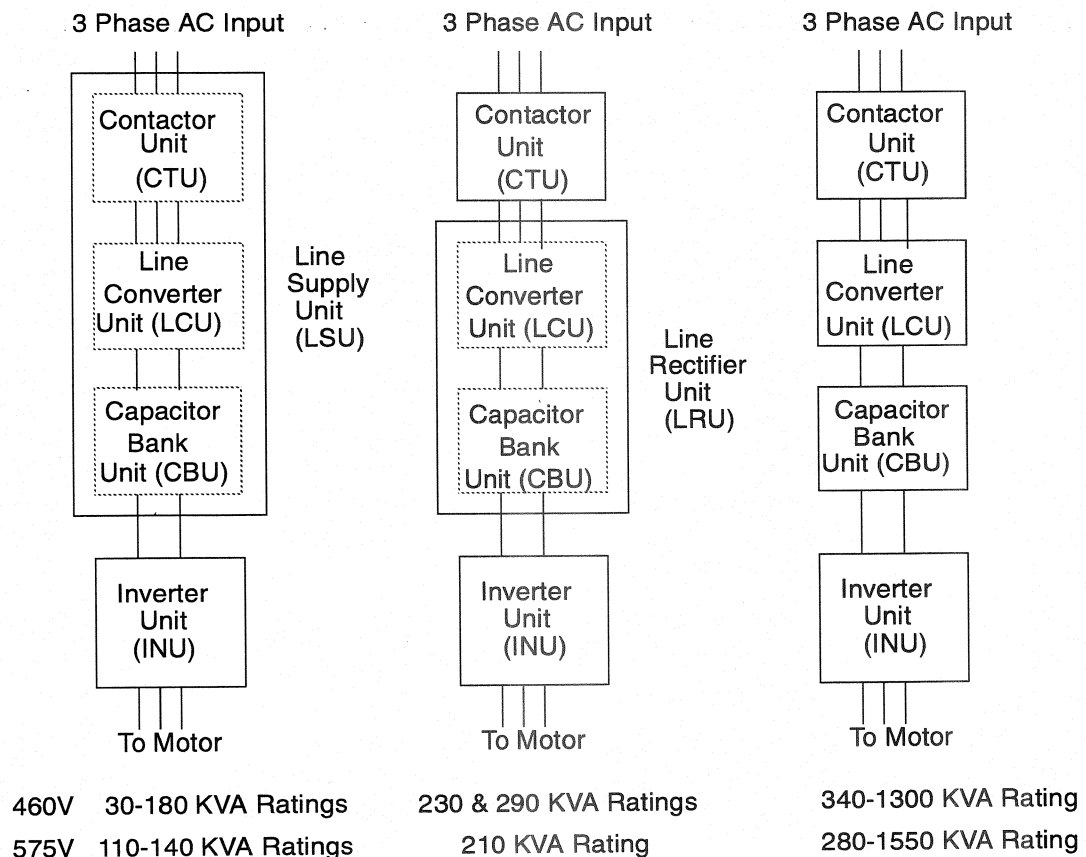 3 Phase AC Input
Contactor
Unit
(CTU)
Line
Converter
Unit (LCU)
Capacitor
Bank
Unit (CBU)
Line
Supply
Unit
(LSU)
Inverter
Unit
(INU)
To Motor
3 Phase AC Input
Contactor
Unit
(CTU)
Line
Converter
Unit (LCU)
Capacitor
Bank
Unit (CBU)
Line
Rectifier
Unit
(LRU)
Inverter
Unit
(INU)
To Motor
3 Phase AC Input
Contactor
Unit
(CTU)
Line
Converter
Unit (LCU)
Capacitor
Bank
Unit (CBU)
Inverter
Unit
(INU)
To Motor
460V 30-180 KVA Ratings 230 & 290 KVA Ratings 340-1300 KVA Rating
575V 110-140 KVA Ratings 210 KVA Rating 280-1550 KVA Rating